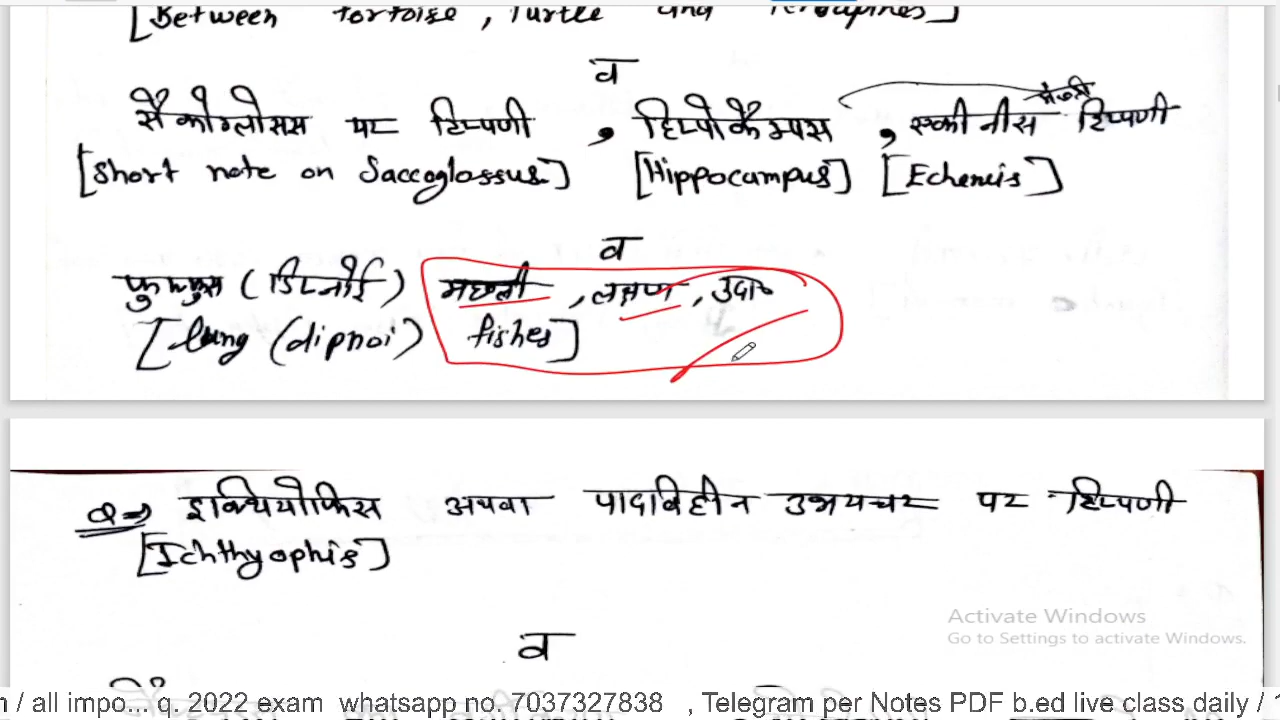 [Between tortoise, Turtle and
व
सैकोग्लोसस पर टिप्पणी , हिप्पोकैम्पस , एकीनीस मछली टिप्पणी
[Short note on Saccoglossus] [Hippocampus] [Echeneis]
व
फुफ्फुस (डिप्नोई) मछली , लक्षण , उदा०
[lung (dipnoi) fishes]
Q⇒ इक्थियोफिस अथवा पादविहीन उभयचर पर टिप्पणी
[Ichthyophis]
व
Activate Windows
Go to Settings to activate Windows.
/ all impo... q. 2022 exam whatsapp no. 7037327838 , Telegram per Notes PDF b.ed live class daily /